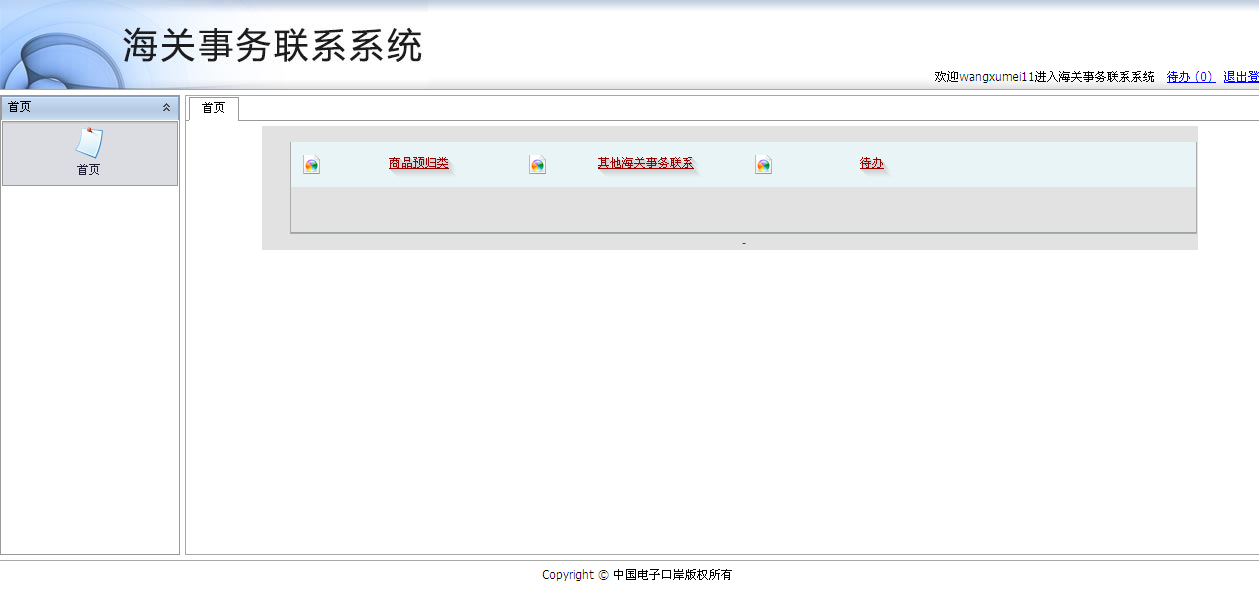 海关事务联系系统
欢迎wangxumei11进入海关事务联系系统 待办（0） 退出登
首页
首页
首页
商品预归类 其他海关事务联系 待办
-
Copyright © 中国电子口岸版权所有